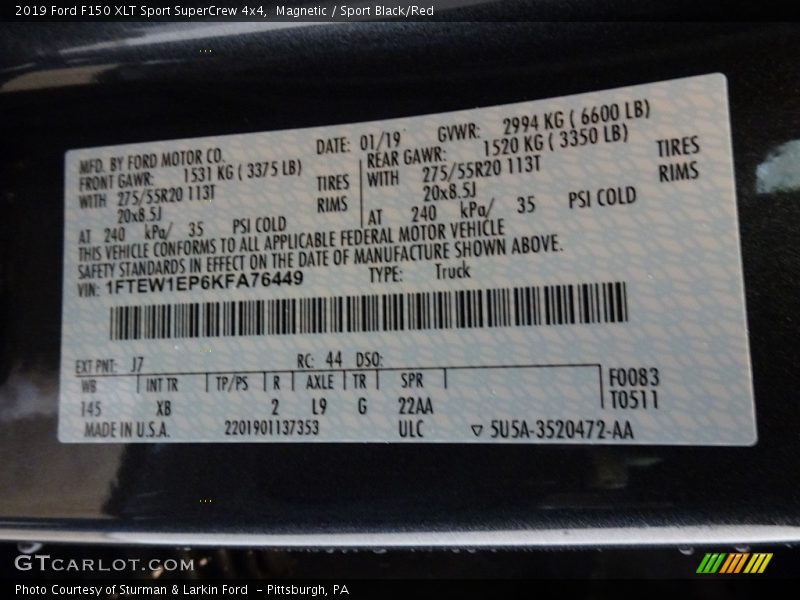 2019 Ford F150 XLT Sport SuperCrew 4x4, Magnetic / Sport Black/Red
MFD. BY FORD MOTOR CO. DATE: 01/19 GVWR: 2994 KG ( 6600 LB)
FRONT GAWR: 1531 KG ( 3375 LB) REAR GAWR: 1520 KG ( 3350 LB)
WITH 275/55R20 113T TIRES WITH 275/55R20 113T TIRES
20x8.5J RIMS 20x8.5J RIMS
AT 240 kPa/ 35 PSI COLD AT 240 kPa/ 35 PSI COLD
THIS VEHICLE CONFORMS TO ALL APPLICABLE FEDERAL MOTOR VEHICLE
SAFETY STANDARDS IN EFFECT ON THE DATE OF MANUFACTURE SHOWN ABOVE.
VIN: 1FTEW1EP6KFA76449 TYPE: Truck
EXT PNT: J7 RC: 44 DSO:
WB INT TR TP/PS R AXLE TR SPR F0083
145 XB 2 L9 G 22AA T0511
MADE IN U.S.A. 2201901137353 ULC ▽ 5U5A-3520472-AA
GTCARLOT.COM
Photo Courtesy of Sturman & Larkin Ford - Pittsburgh, PA